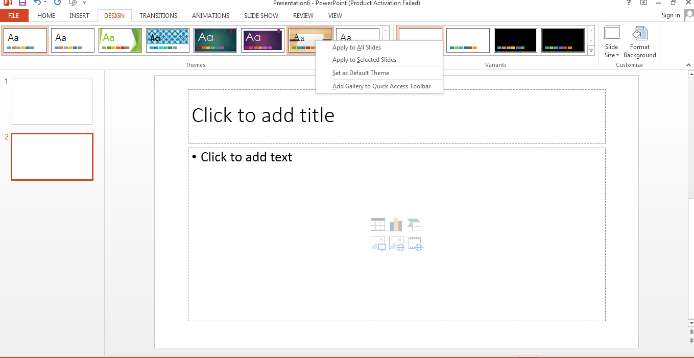 Presentation6 - PowerPoint (Product Activation Failed)
FILE HOME INSERT DESIGN TRANSITIONS ANIMATIONS SLIDE SHOW REVIEW VIEW Sign in
Aa Aa Aa Aa Aa Aa Aa Aa
Apply to All Slides
Apply to Selected Slides
Set as Default Theme
Add Gallery to Quick Access Toolbar
Slide Size
Format Background
Themes Variants Customize
1
2
Click to add title
• Click to add text